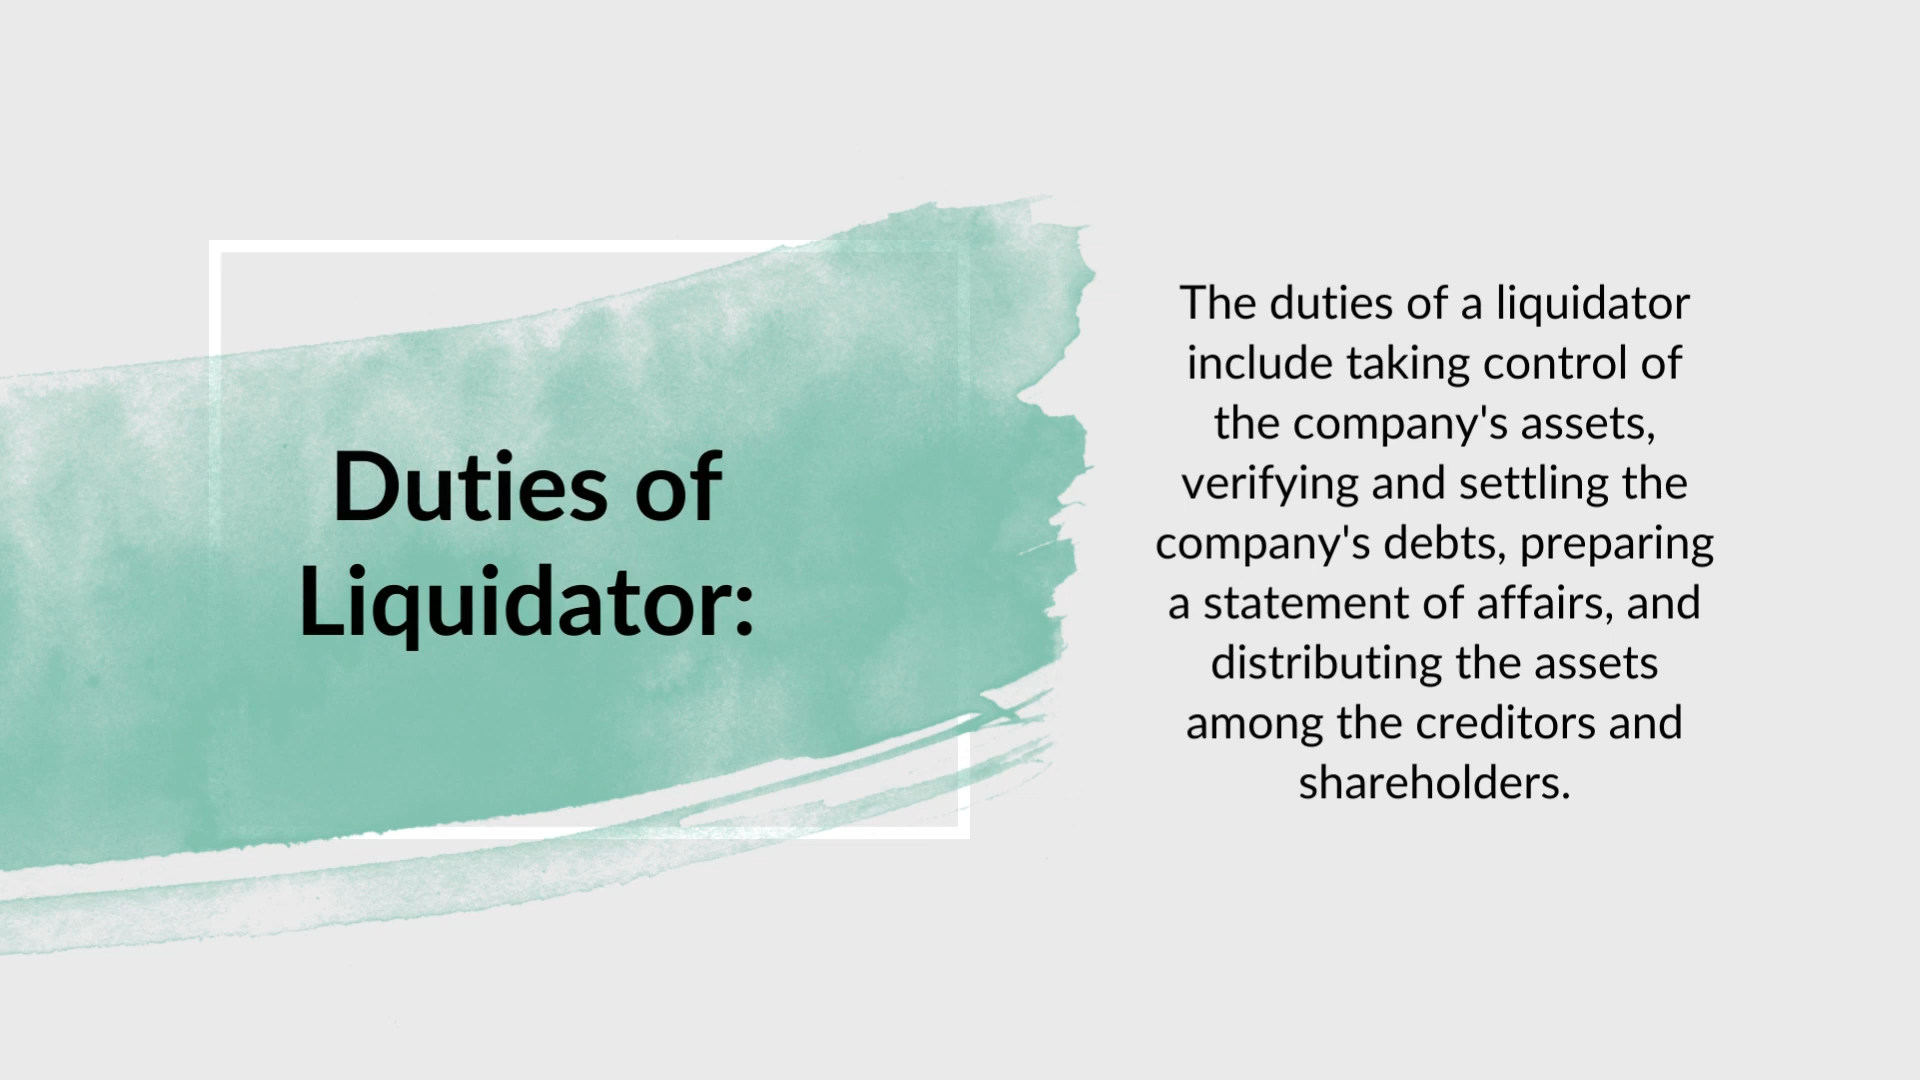 Duties of
Liquidator:
The duties of a liquidator
include taking control of
the company's assets,
verifying and settling the
company's debts, preparing
a statement of affairs, and
distributing the assets
among the creditors and
shareholders.